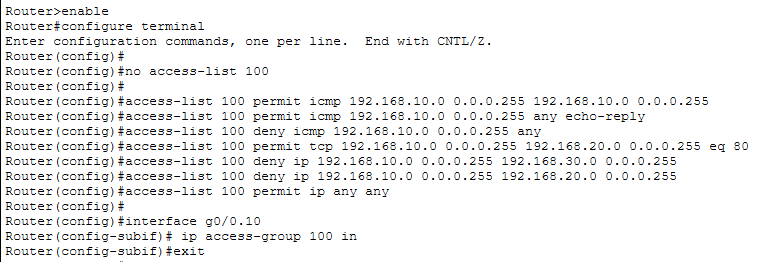 Router>enable
Router#configure terminal
Enter configuration commands, one per line.  End with CNTL/Z.
Router(config)#
Router(config)#no access-list 100
Router(config)#
Router(config)#access-list 100 permit icmp 192.168.10.0 0.0.0.255 192.168.10.0 0.0.0.255
Router(config)#access-list 100 permit icmp 192.168.10.0 0.0.0.255 any echo-reply
Router(config)#access-list 100 deny icmp 192.168.10.0 0.0.0.255 any
Router(config)#access-list 100 permit tcp 192.168.10.0 0.0.0.255 192.168.20.0 0.0.0.255 eq 80
Router(config)#access-list 100 deny ip 192.168.10.0 0.0.0.255 192.168.30.0 0.0.0.255
Router(config)#access-list 100 deny ip 192.168.10.0 0.0.0.255 192.168.20.0 0.0.0.255
Router(config)#access-list 100 permit ip any any
Router(config)#
Router(config)#interface g0/0.10
Router(config-subif)# ip access-group 100 in
Router(config-subif)#exit